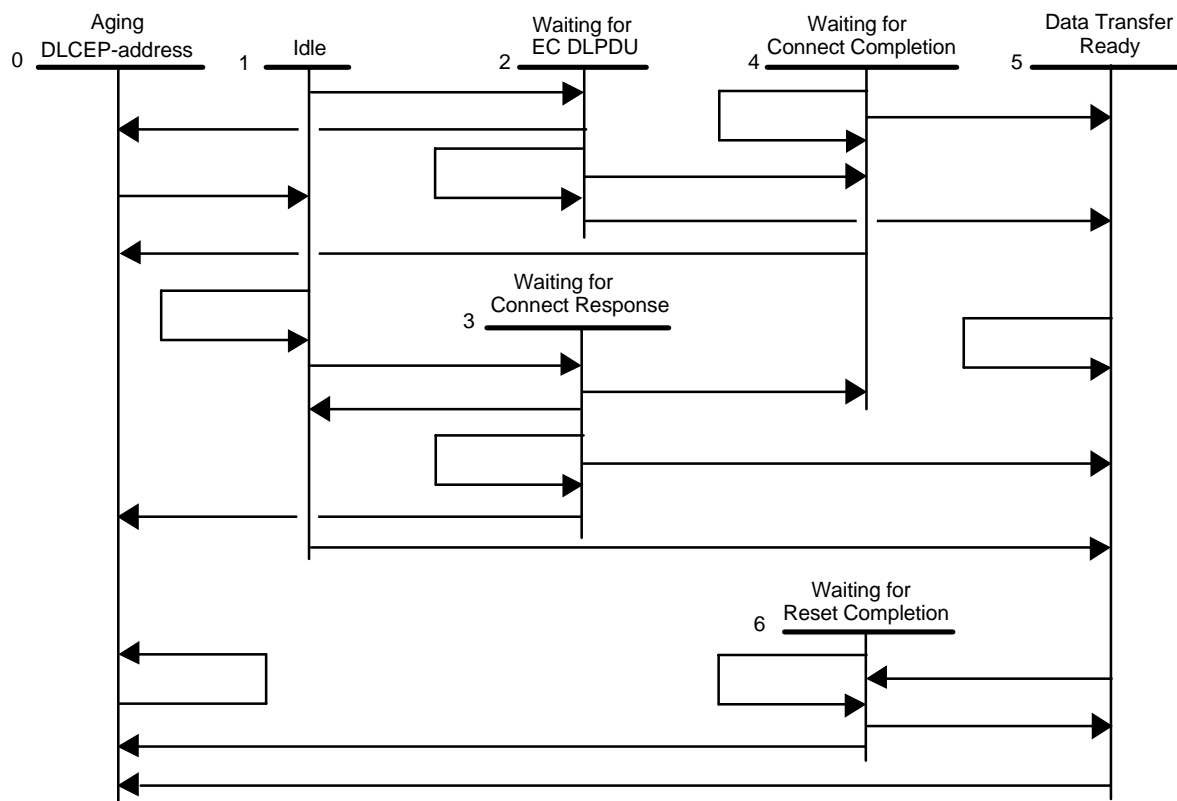 Aging
DLCEP-address
0
Idle
1
Waiting for
EC DLPDU
2
Waiting for
Connect Completion
4
Data Transfer
Ready
5
Waiting for
Connect Response
3
Waiting for
Reset Completion
6